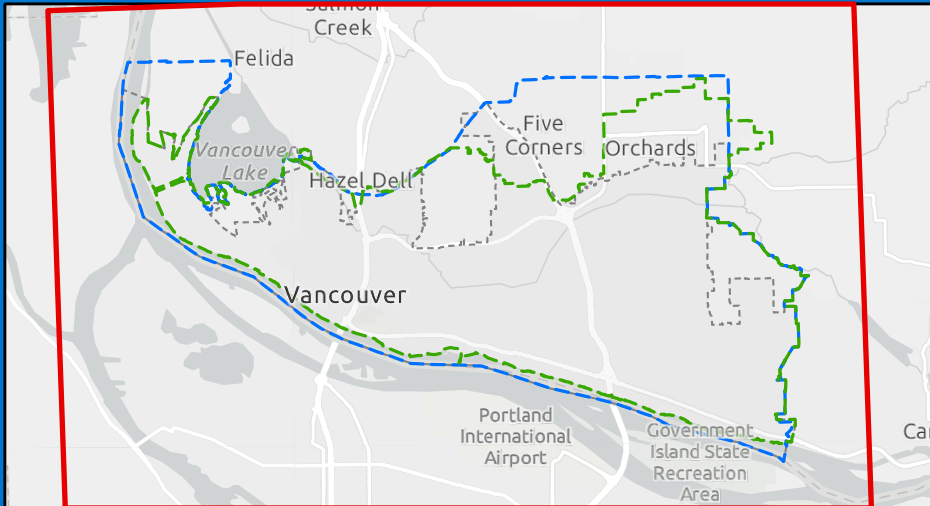 Salmon
Creek
Felida
Five
Corners
Orchards
Vancouver
Lake
Hazel Dell
Vancouver
Portland
International
Airport
Government
Island State
Recreation
Area